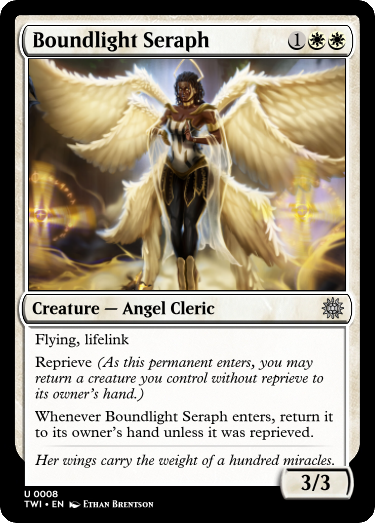 Boundlight Seraph 1
Creature — Angel Cleric
Flying, lifelink
Reprieve (As this permanent enters, you may
return a creature you control without reprieve to
its owner's hand.)
Whenever Boundlight Seraph enters, return it
to its owner's hand unless it was reprieved.
Her wings carry the weight of a hundred miracles.
3/3
U 0008
TWI • EN Ethan Brentson